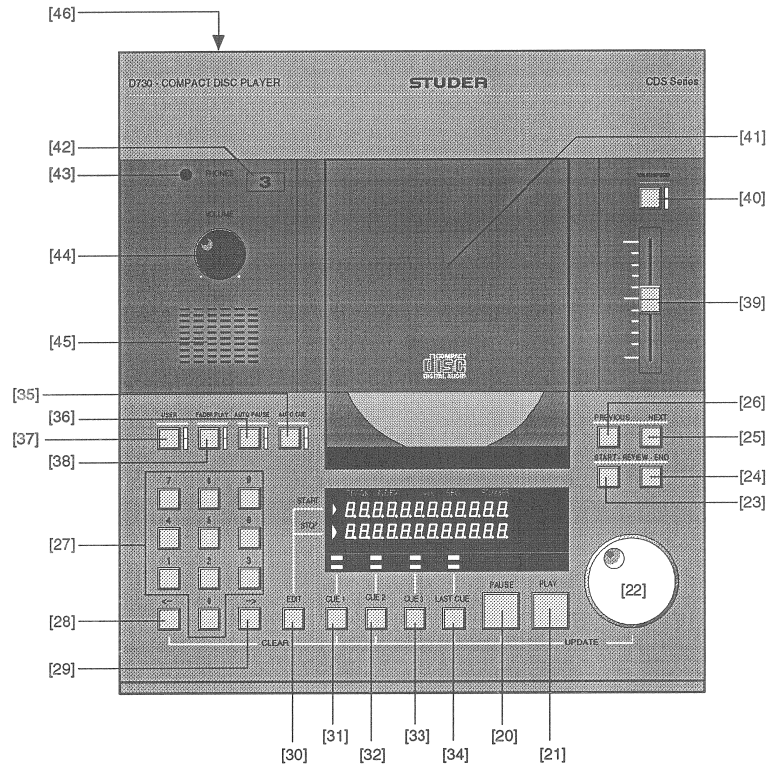 [46]
D730 - COMPACT DISC PLAYER STUDER CDS Series
[41]
[42]
[43] PHONES 3
[40]
VOLUME
[44]
[39]
[45]
COMPACT
disc
DIGITAL AUDIO
[35]
[36] USER FADER PLAY AUTO PAUSE AUTO CUE
[26]
PREVIOUS NEXT
[37]
[25]
[38]
START - REVIEW - END
[24]
7 8 9
[23]
START
STOP
4 5 6
[27]
[22]
1 2 3
PAUSE PLAY
<-- --> EDIT CUE 1 CUE 2 CUE 3 LAST CUE
[28]
CLEAR UPDATE
[29]
[31] [33] [20]
[30] [32] [34] [21]